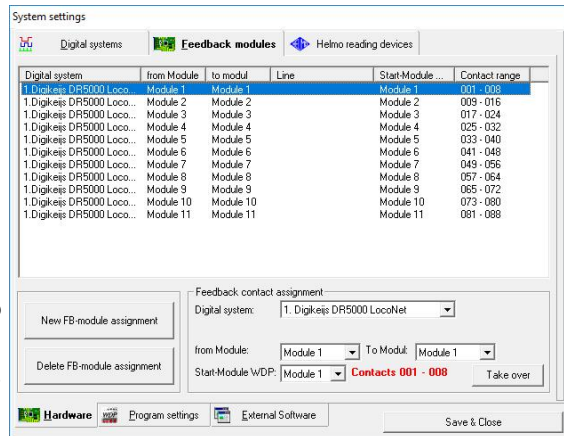 System settings
Digital systems Feedback modules Helmo reading devices
Digital system from Module to modul Line Start-Module ... Contact range
1.Digikeijs DR5000 Loco... Module 1 Module 1 Module 1 001 - 008
1.Digikeijs DR5000 Loco... Module 2 Module 2 Module 2 009 - 016
1.Digikeijs DR5000 Loco... Module 3 Module 3 Module 3 017 - 024
1.Digikeijs DR5000 Loco... Module 4 Module 4 Module 4 025 - 032
1.Digikeijs DR5000 Loco... Module 5 Module 5 Module 5 033 - 040
1.Digikeijs DR5000 Loco... Module 6 Module 6 Module 6 041 - 048
1.Digikeijs DR5000 Loco... Module 7 Module 7 Module 7 049 - 056
1.Digikeijs DR5000 Loco... Module 8 Module 8 Module 8 057 - 064
1.Digikeijs DR5000 Loco... Module 9 Module 9 Module 9 065 - 072
1.Digikeijs DR5000 Loco... Module 10 Module 10 Module 10 073 - 080
1.Digikeijs DR5000 Loco... Module 11 Module 11 Module 11 081 - 088
New FB-module assignment
Delete FB-module assignment
Feedback contact assignment
Digital system: 1. Digikeijs DR5000 LocoNet
from Module: Module 1 To Modul: Module 1
Start-Module WDP: Module 1 Contacts 001 - 008 Take over
Hardware Program settings External Software
Save & Close